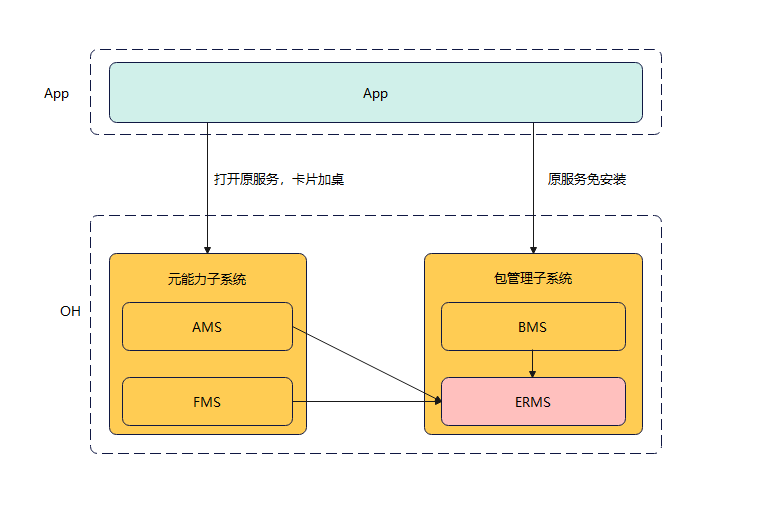 App
App
打开原服务，卡片加桌
原服务免安装
OH
元能力子系统
AMS
FMS
包管理子系统
BMS
ERMS